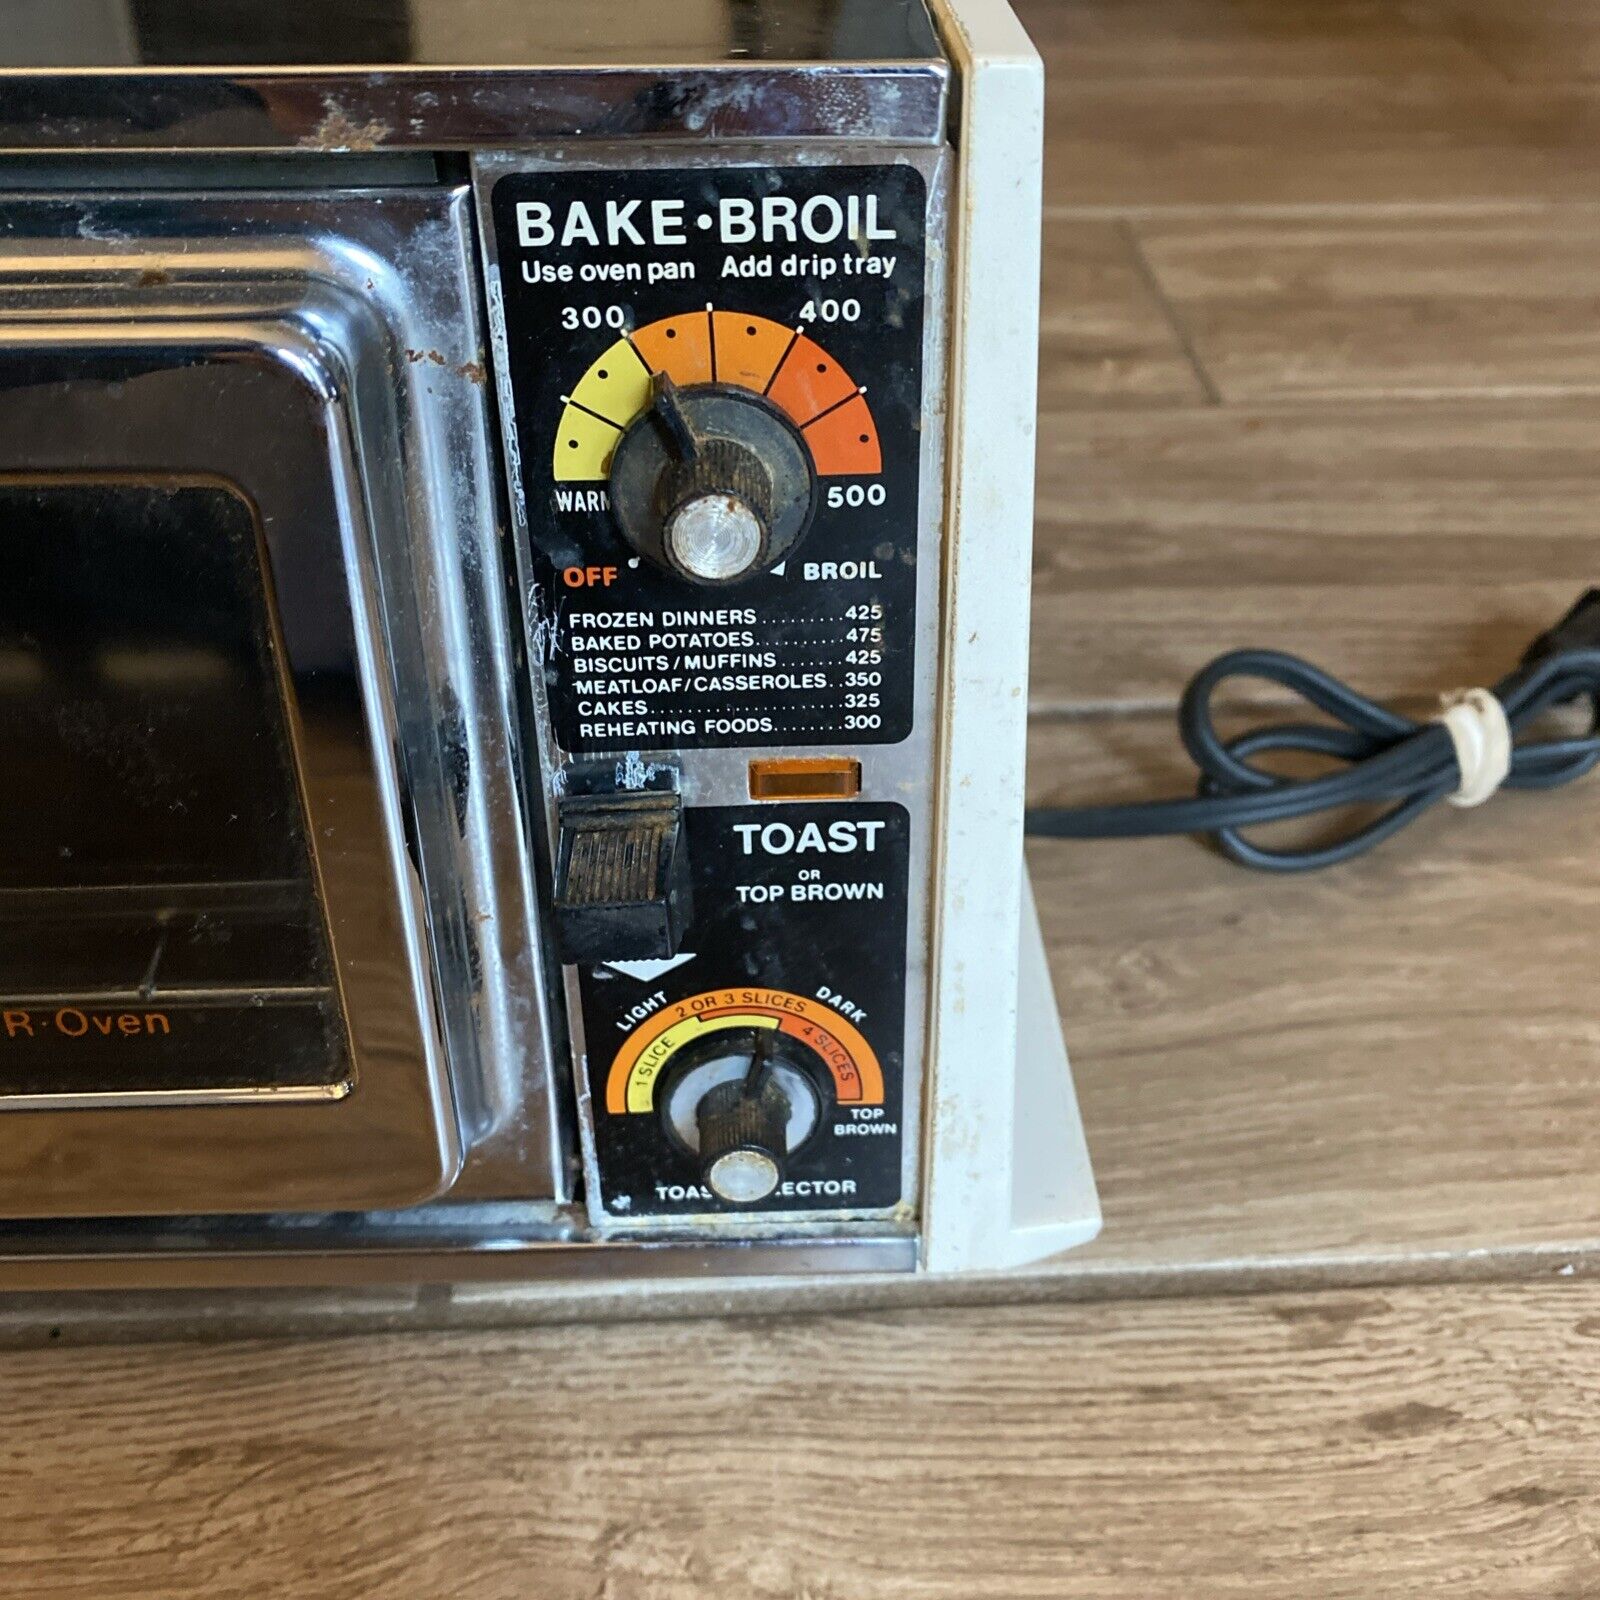 BAKE•BROIL
Use oven pan Add drip tray
300 400
500
OFF BROIL
FROZEN DINNERS.........425
BAKED POTATOES.........475
BISCUITS/MUFFINS.......425
MEATLOAF/CASSEROLES..350
CAKES....................325
REHEATING FOODS.......300
TOAST
OR
TOP BROWN
LIGHT 2 OR 3 SLICES DARK
1 SLICE 4 SLICES
TOP
BROWN
R·Oven